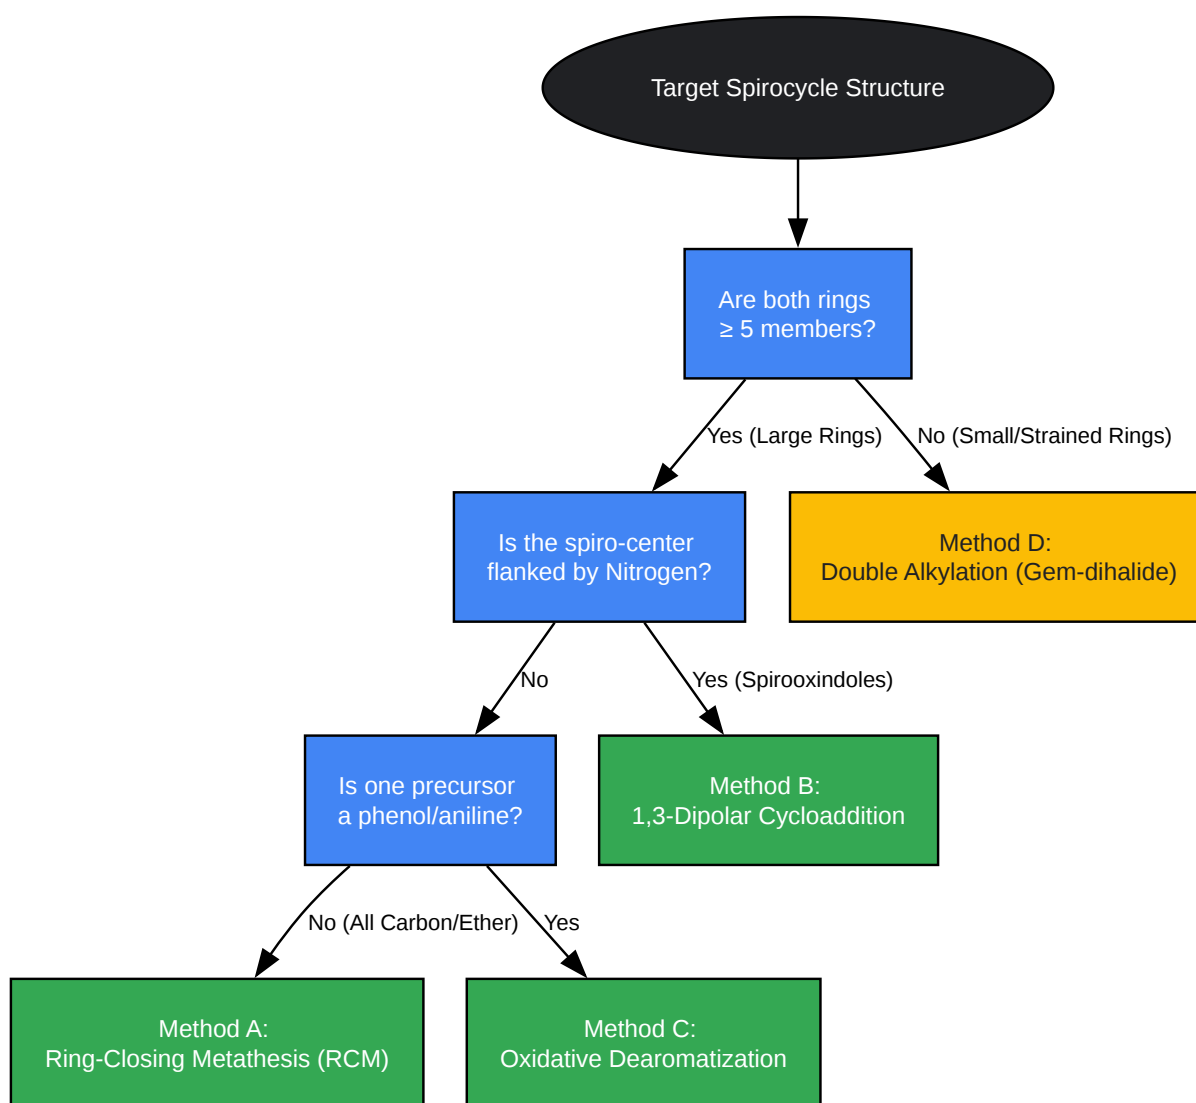 Target Spirocycle Structure
Are both rings
≥ 5 members?
Yes (Large Rings)
No (Small/Strained Rings)
Is the spiro-center
flanked by Nitrogen?
Method D:
Double Alkylation (Gem-dihalide)
No
Yes (Spirooxindoles)
Is one precursor
a phenol/aniline?
Method B:
1,3-Dipolar Cycloaddition
No (All Carbon/Ether)
Yes
Method A:
Ring-Closing Metathesis (RCM)
Method C:
Oxidative Dearomatization